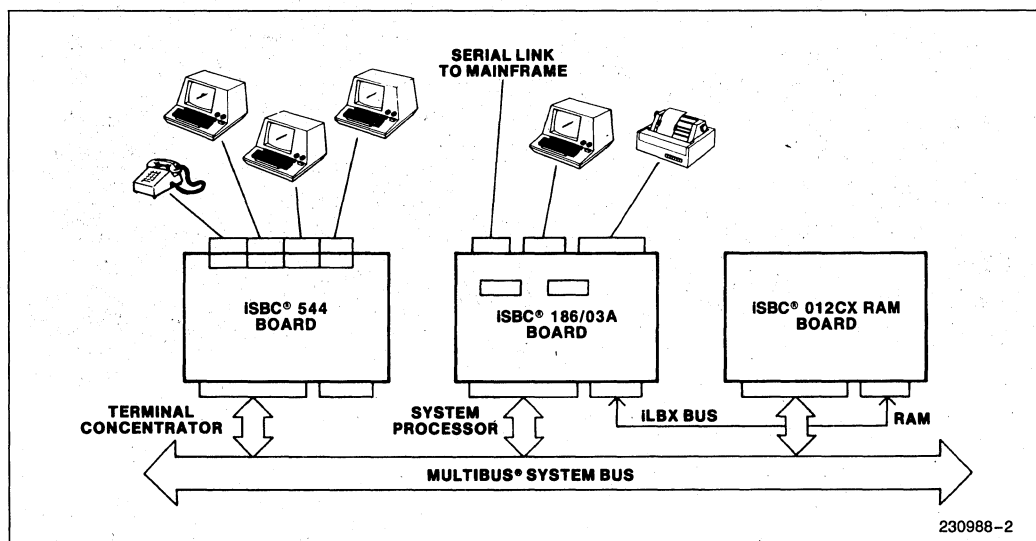 SERIAL LINK
TO MAINFRAME
iSBC® 544
BOARD
iSBC® 186/03A
BOARD
iSBC® 012CX RAM
BOARD
TERMINAL
CONCENTRATOR
SYSTEM
PROCESSOR
iLBX BUS
RAM
MULTIBUS® SYSTEM BUS
230988–2